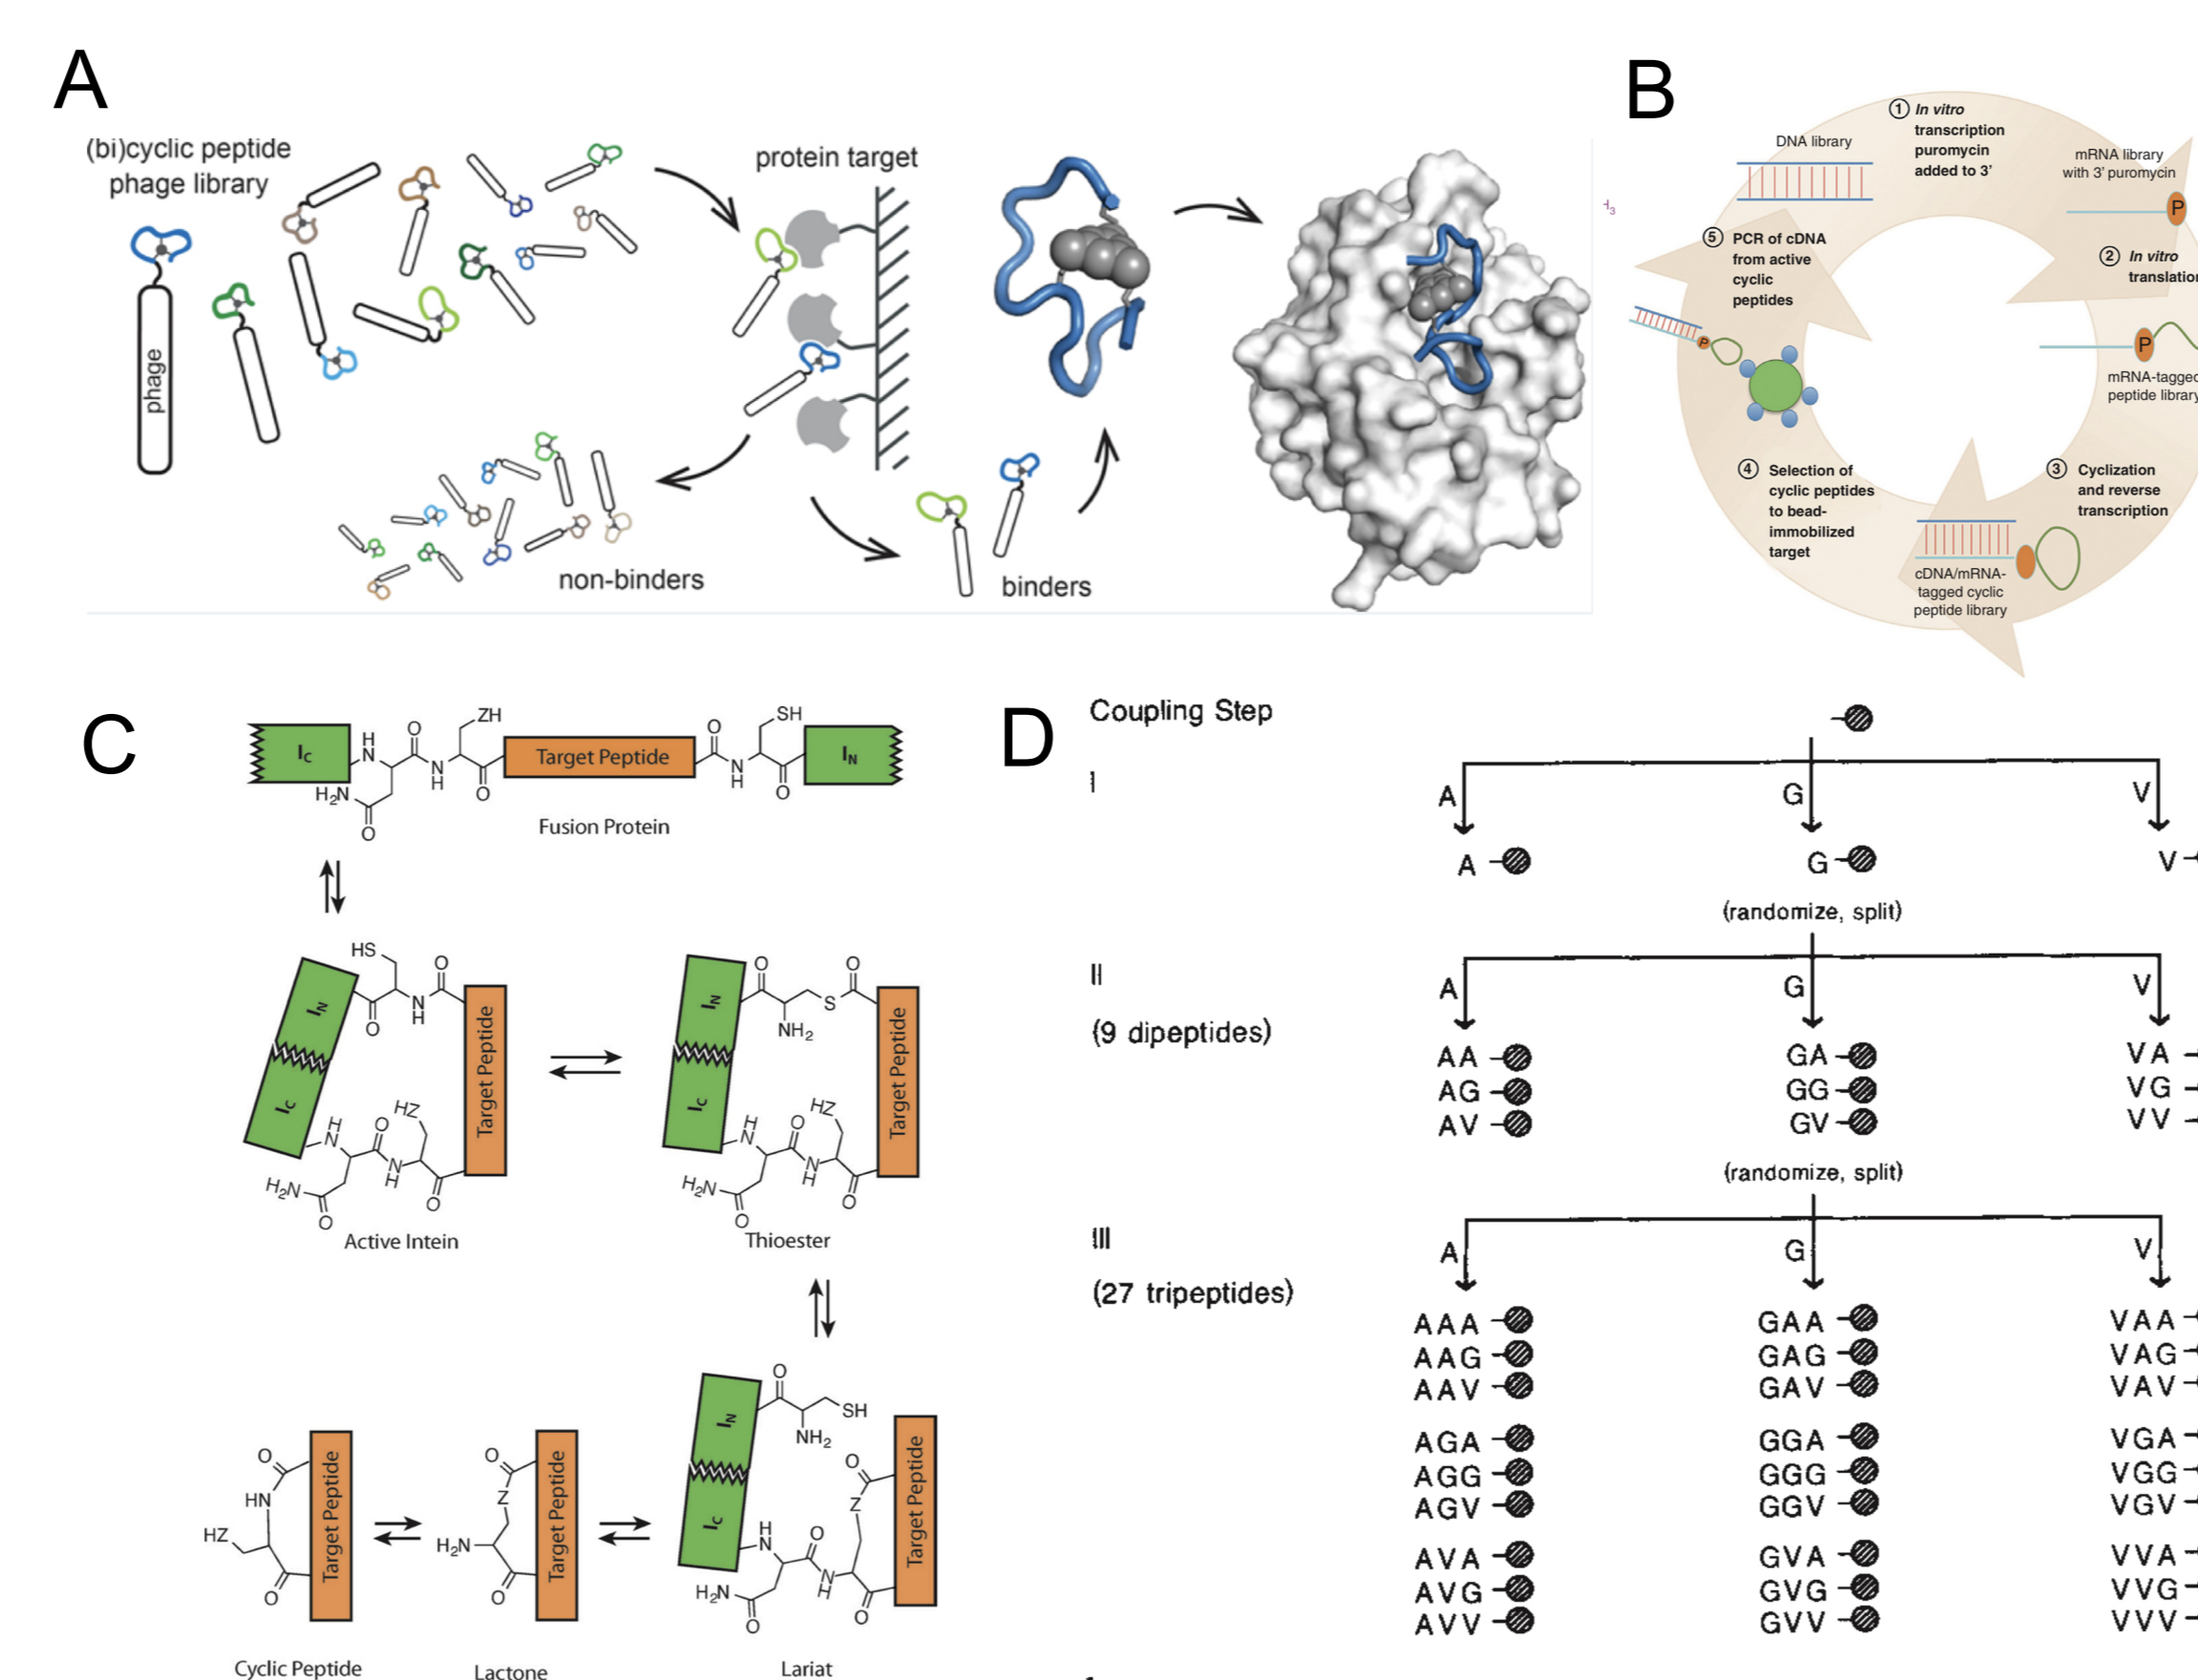 A
(bi)cyclic peptide
phage library
phage
protein target
non-binders
binders
H3
B
DNA library
① In vitro
transcription
puromycin
added to 3’
mRNA library
with 3’ puromycin
P
② In vitro
translation
P
mRNA-tagged
peptide library
③ Cyclization
and reverse
transcription
cDNA/mRNA-
tagged cyclic
peptide library
④ Selection of
cyclic peptides
to bead-
immobilized
target
⑤ PCR of cDNA
from active
cyclic
peptides
P
C
IC
H
N
O
N
H
ZH
O
Target Peptide
O
N
H
SH
O
IN
H2N
O
Fusion Protein
HS
O
IN
O
N
H
Target Peptide
IC
H
N
O
HZ
N
H
O
H2N
O
Active Intein
O
O
S
NH2
IN
Target Peptide
IC
H
N
O
HZ
N
H
O
H2N
O
Thioester
O
SH
NH2
IN
O
Z
Target Peptide
IC
H
N
O
N
H
O
H2N
O
Lariat
O
Z
H2N
O
Target Peptide
Lactone
O
HN
HZ
O
Target Peptide
Cyclic Peptide
D
Coupling Step
I
A G V
A G V
(randomize, split)
II
A G V
(9 dipeptides)
AA GA VA
AG GG VG
AV GV VV
(randomize, split)
III
A G V
(27 tripeptides)
AAA GAA VAA
AAG GAG VAG
AAV GAV VAV
AGA GGA VGA
AGG GGG VGG
AGV GGV VGV
AVA GVA VVA
AVG GVG VVG
AVV GVV VVV